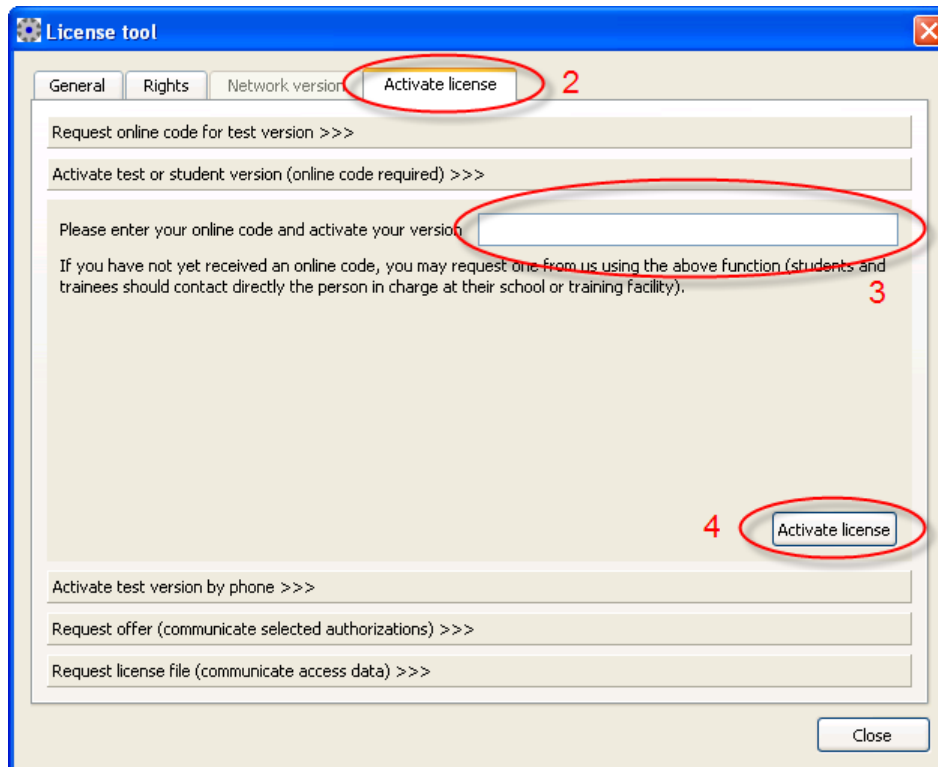 License tool
General Rights Network version Activate license 2
Request online code for test version >>>
Activate test or student version (online code required) >>>
Please enter your online code and activate your version
If you have not yet received an online code, you may request one from us using the above function (students and
trainees should contact directly the person in charge at their school or training facility).
3
4 Activate license
Activate test version by phone >>>
Request offer (communicate selected authorizations) >>>
Request license file (communicate access data) >>>
Close